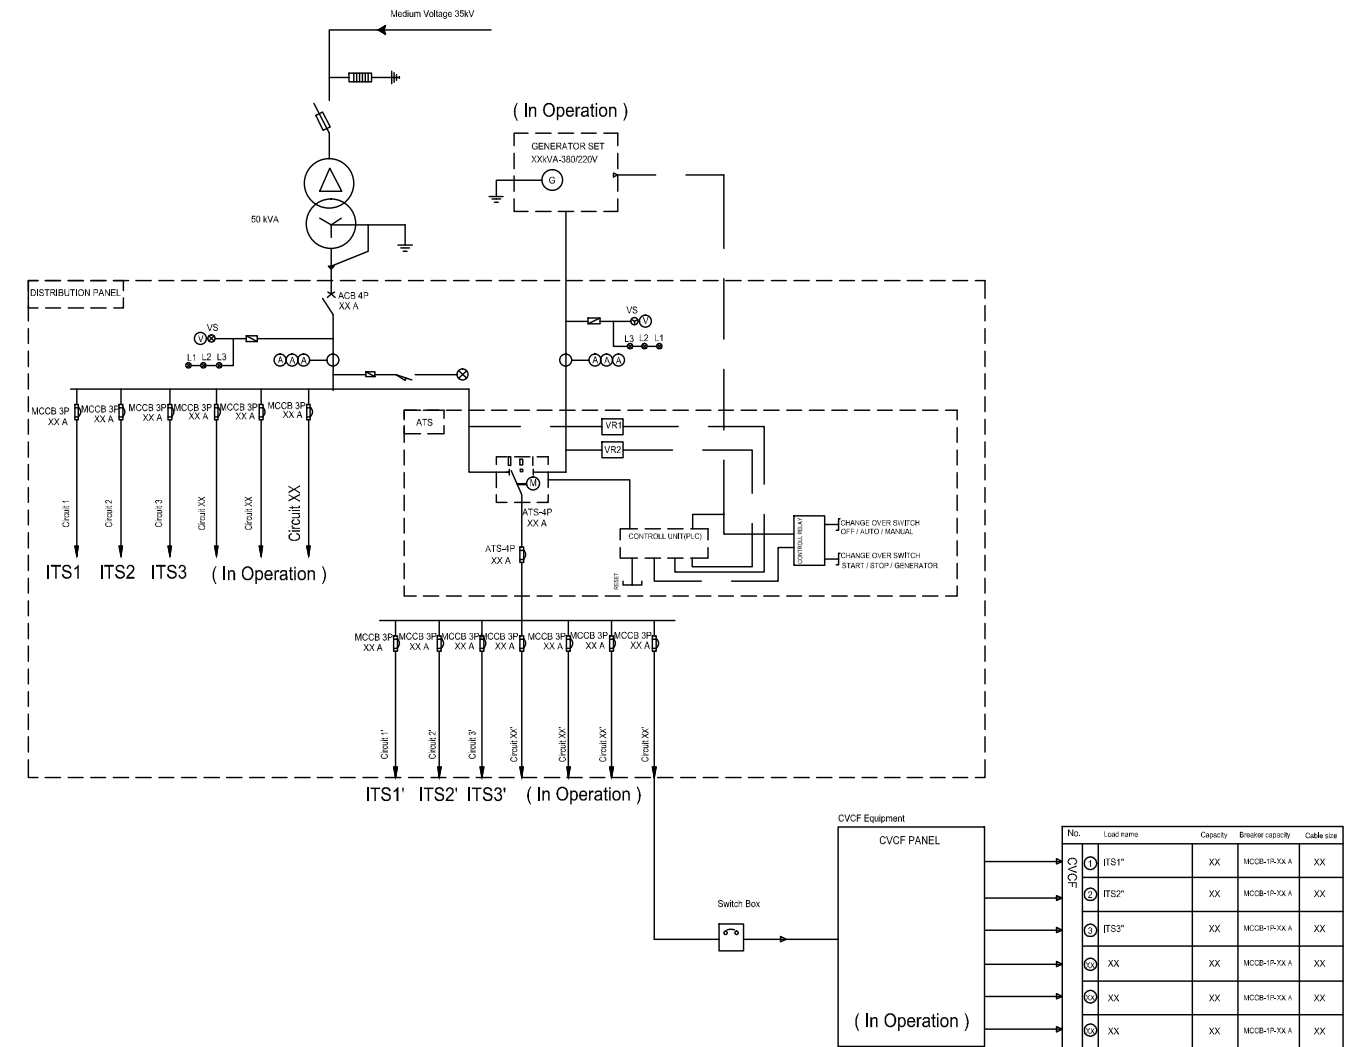 Medium Voltage 35kV
( In Operation )
GENERATOR SET
XXkVA-380/220V
G
50 kVA
DISTRIBUTION PANEL
ACB 4P
XX A
VS
V
L1 L2 L3
A A A
VS
V
L3 L2 L1
A A A
MCCB 3P
XX A
MCCB 3P
XX A
MCCB 3P
XX A
MCCB 3P
XX A
MCCB 3P
XX A
MCCB 3P
XX A
ATS
VR1
VR2
M
ATS-4P
XX A
ATS-4P
XX A
CONTROLL UNIT(PLC)
RESET
CONTROLL RELAY
CHANGE OVER SWITCH
OFF / AUTO / MANUAL
CHANGE OVER SWITCH
START / STOP / GENERATOR
Circuit 1
Circuit 2
Circuit 3
Circuit XX
Circuit XX
Circuit XX
ITS1 ITS2 ITS3 ( In Operation )
MCCB 3P
XX A
MCCB 3P
XX A
MCCB 3P
XX A
MCCB 3P
XX A
MCCB 3P
XX A
MCCB 3P
XX A
Circuit 1'
Circuit 2'
Circuit 3'
Circuit XX'
Circuit XX'
Circuit XX'
Circuit XX'
ITS1' ITS2' ITS3' ( In Operation )
CVCF Equipment
CVCF PANEL
Switch Box
( In Operation )
No. Load name Capacity Breaker capacity Cable size
CVCF
1 ITS1" XX MCCB-1P-XX A XX
2 ITS2" XX MCCB-1P-XX A XX
3 ITS3" XX MCCB-1P-XX A XX
XX XX XX MCCB-1P-XX A XX
XX XX XX MCCB-1P-XX A XX
XX XX XX MCCB-1P-XX A XX